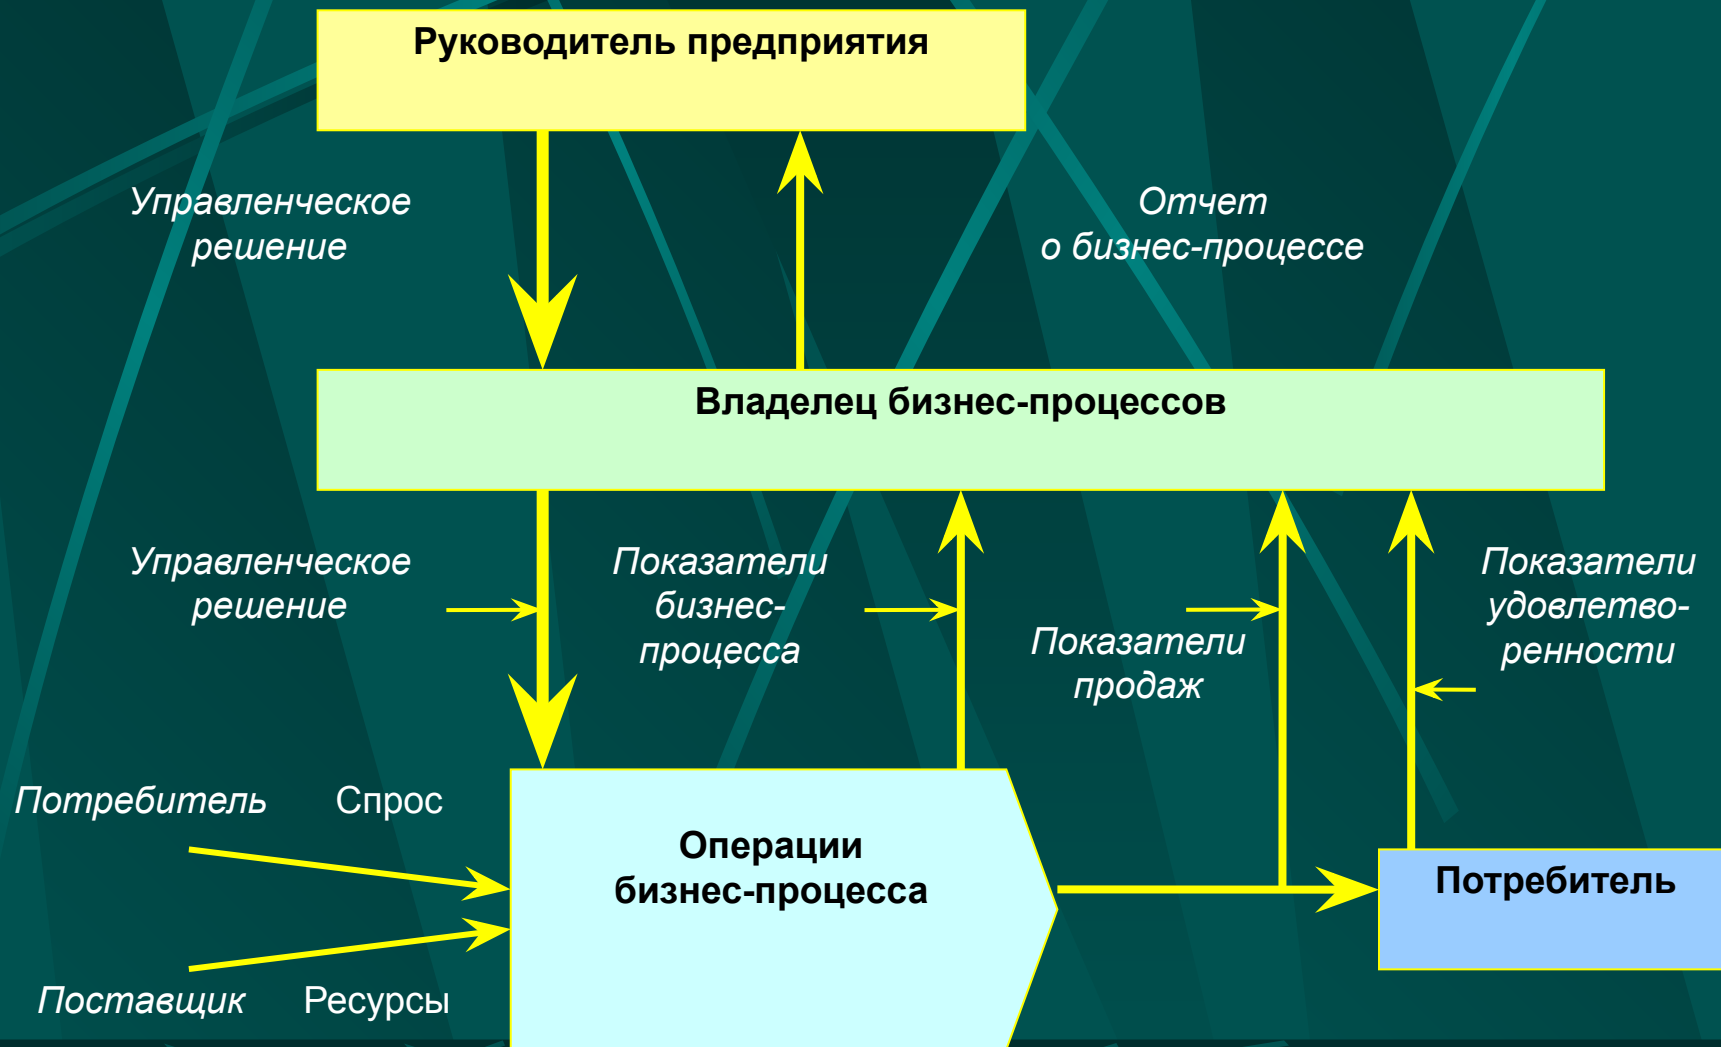 Руководитель предприятия
Управленческое
решение
Отчет
о бизнес-процессе
Владелец бизнес-процессов
Управленческое
решение
Показатели
бизнес-
процесса
Показатели
продаж
Показатели
удовлетво-
ренности
Потребитель Спрос
Операции
бизнес-процесса
Потребитель
Поставщик Ресурсы